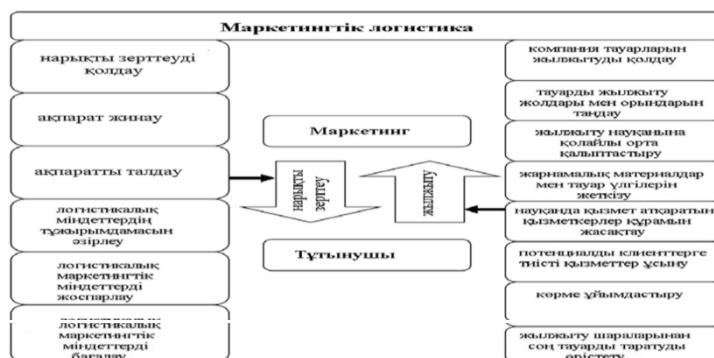 Маркетингтік логистика
нарықты зерттеуді
қолдау
ақпарат жинау
ақпаратты талдау
логистикалық
міндеттердің
тұжырымдамасын
әзірлеу
логистикалық
маркетингтік
міндеттерді
жоспарлау
логистикалық
маркетингтік
міндеттерді
бағалау
Маркетинг
нарықты
зерттеу
жылжыту
Тұтынушы
компания тауарларын
жылжытуды қолдау
тауарды жылжыту
жолдары мен орындарын
таңдау
жылжыту науқанына
қолайлы орта
қалыптастыру
жарнамалық материалдар
мен тауар үлгілерін
жеткізу
науқанда қызмет атқаратын
қызметкерлер құрамын
жасақтау
потенциалды клиенттерге
тиісті қызметтер ұсыну
көрме ұйымдастыру
жылжыту шараларынан
соң тауарды таратуды
өрістету